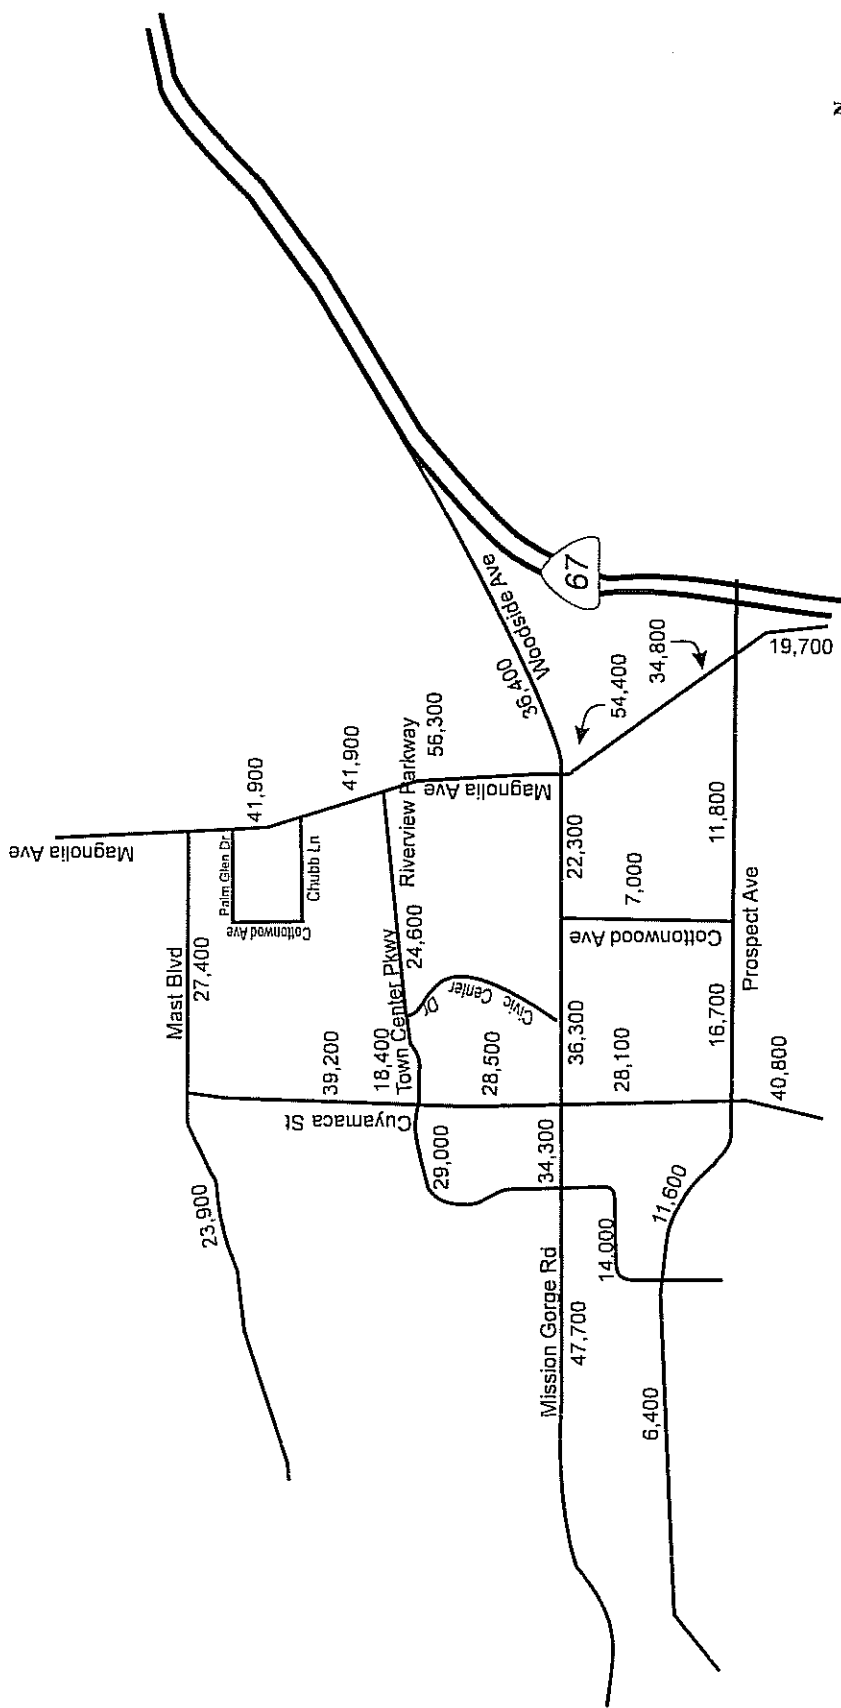 Magnolia Ave
Mast Blvd
27,400
Palm Glen Dr
41,900
Cottonwood Ave
Chubb Ln
23,900
39,200
41,900
Cuyamaca St
18,400
Town Center Pkwy
24,600
Riverview Parkway
56,300
29,000
28,500
Civic Center Dr
Magnolia Ave
Woodside Ave
36,400
67
Mission Gorge Rd
47,700
34,300
36,300
22,300
54,400
14,000
28,100
Cottonwood Ave
7,000
34,800
11,600
16,700
Prospect Ave
11,800
19,700
6,400
40,800
N